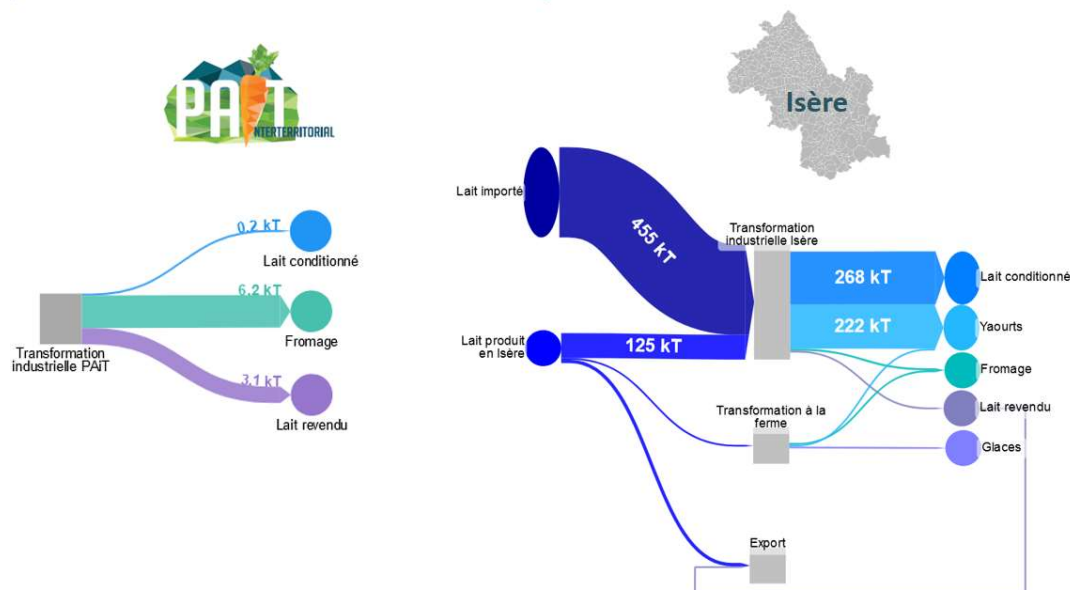 PAiT
INTERTERRITORIAL
Isère
0,2 kT
Lait conditionné
6,2 kT
Fromage
Transformation
industrielle PAiT
3,1 kT
Lait revendu
Lait importé
455 kT
Transformation
industrielle Isère
268 kT
Lait conditionné
Lait produit
en Isère
125 kT
222 kT
Yaourts
Fromage
Lait revendu
Transformation à la
ferme
Glaces
Export